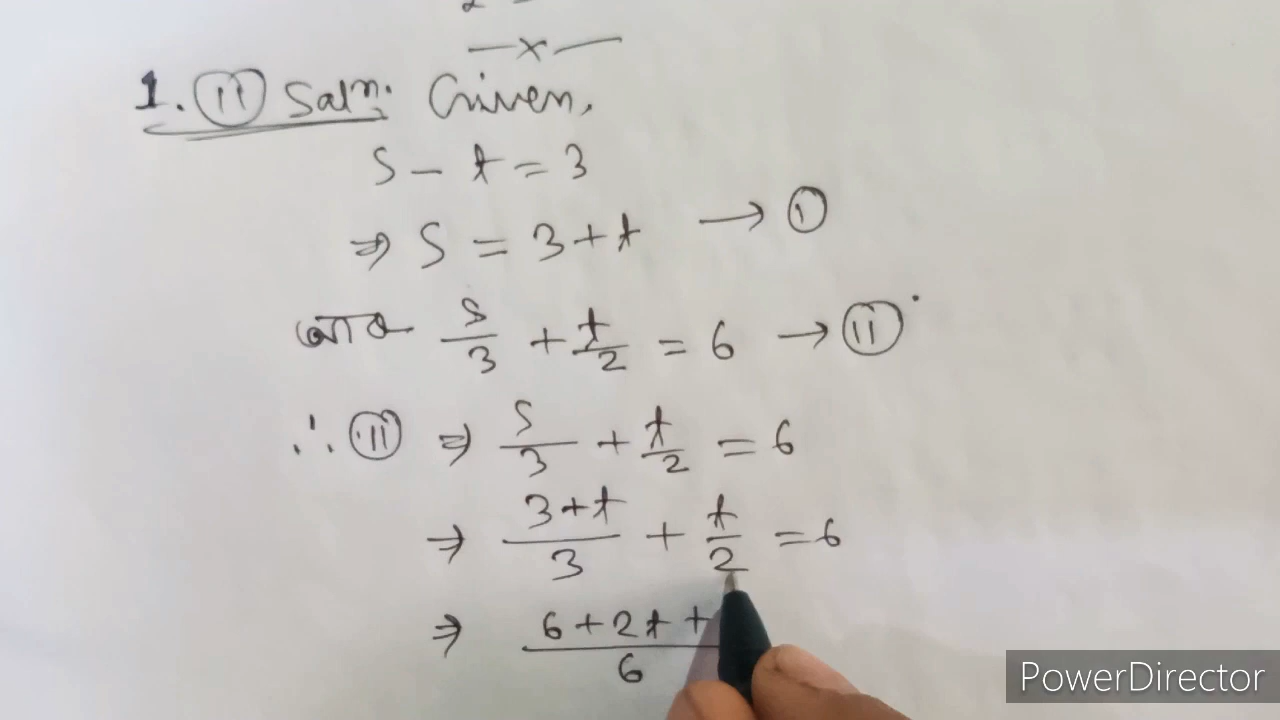 —x—
1. (ii) Soln. Given,
s - t = 3
⇒ s = 3 + t → (i)
আৰু s/3 + t/2 = 6 → (ii)
∴ (ii) ⇒ s/3 + t/2 = 6
⇒ (3+t)/3 + t/2 = 6
⇒ (6 + 2t +)/6
PowerDirector